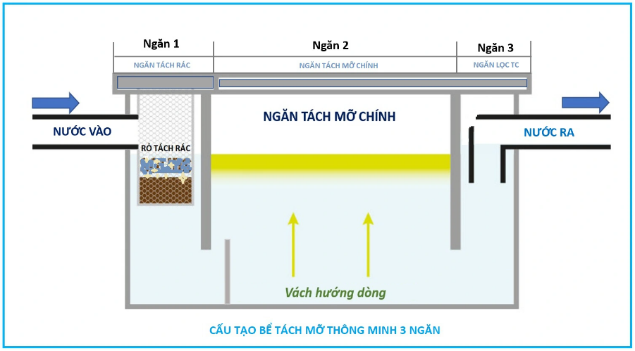 Ngăn 1
Ngăn 2
Ngăn 3
NGĂN TÁCH RÁC
NGĂN TÁCH MỠ CHÍNH
NGĂN LỌC TC
NGĂN TÁCH MỠ CHÍNH
NƯỚC VÀO
NƯỚC RA
RỎ TÁCH RÁC
Vách hướng dòng
CẤU TẠO BỂ TÁCH MỠ THÔNG MINH 3 NGĂN